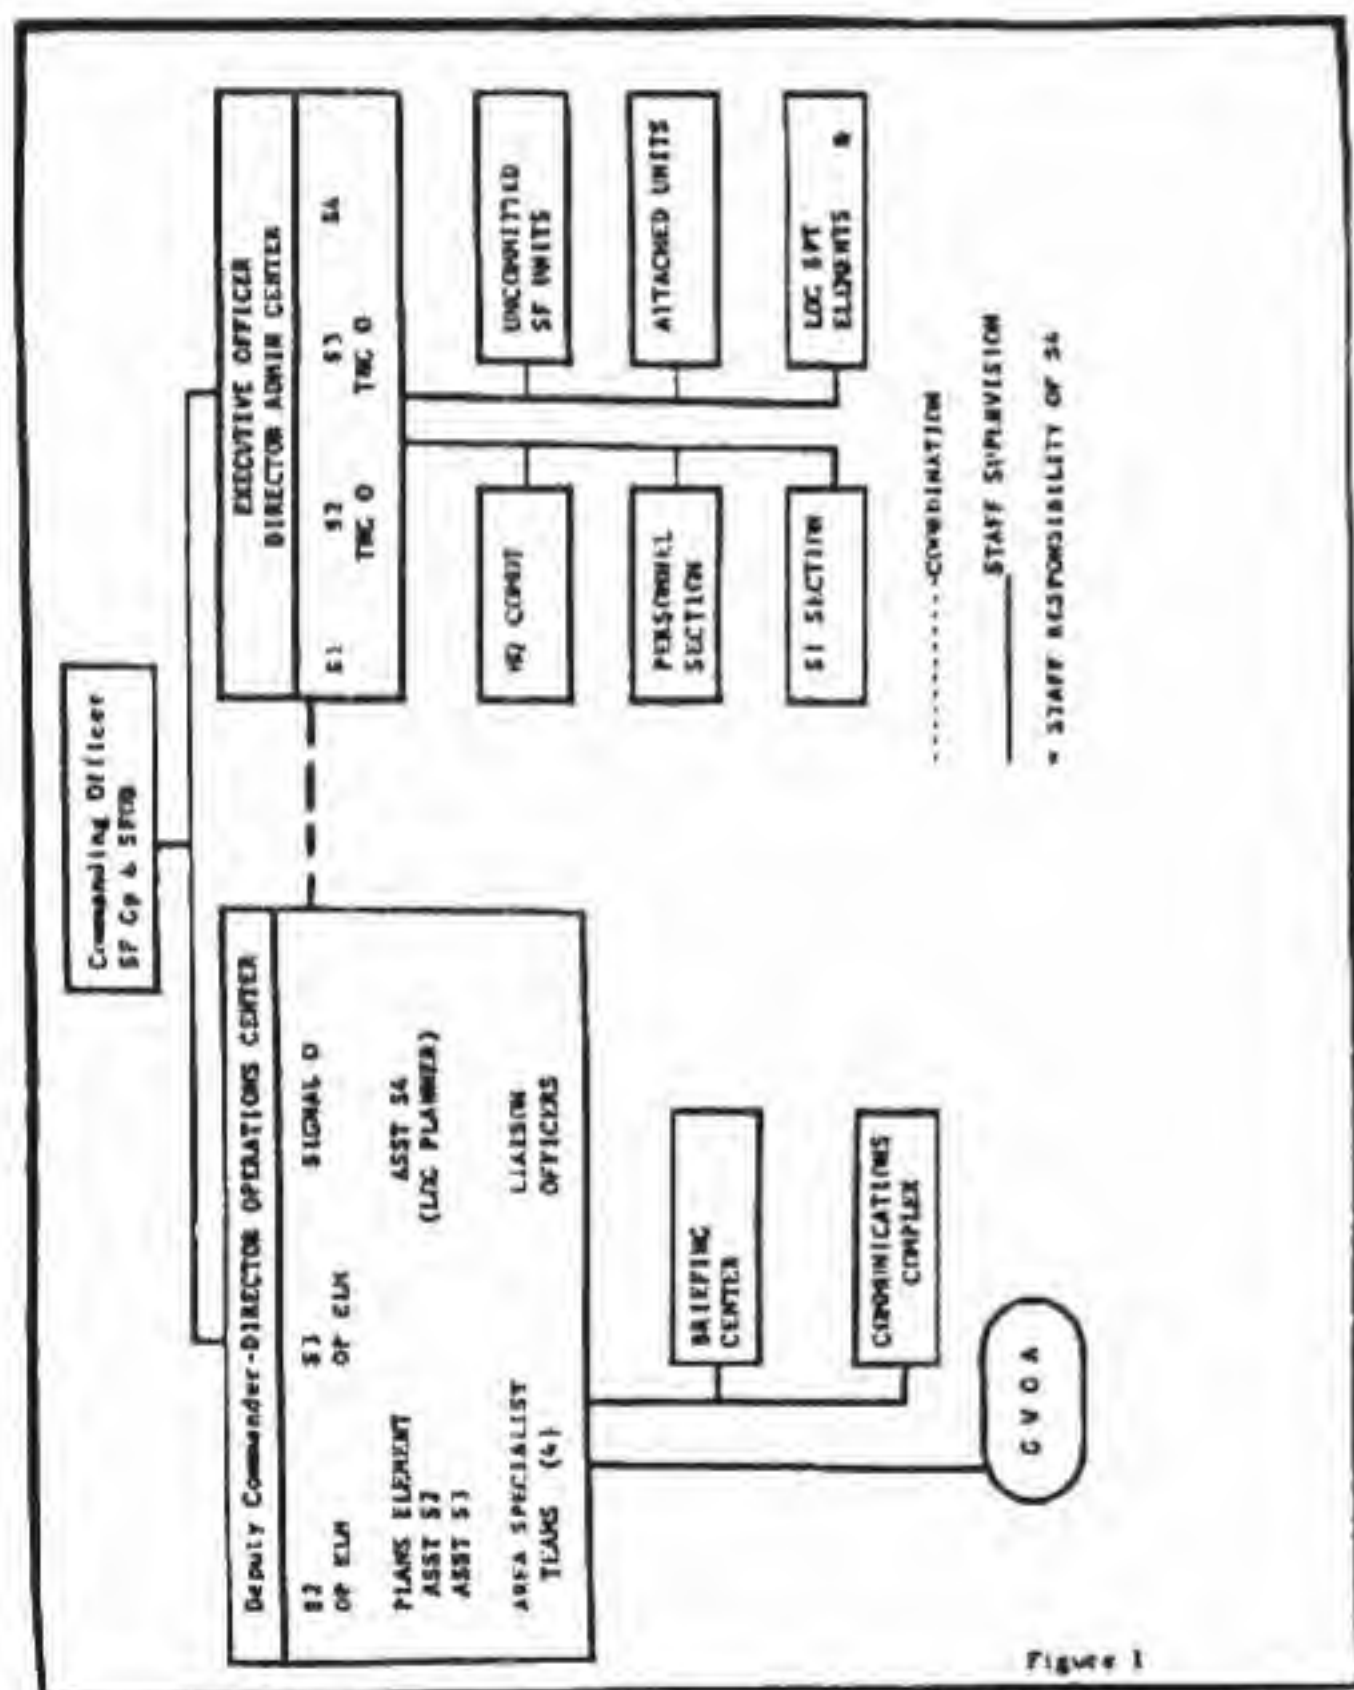 Commanding Officer
SF Gp & SFOB
Deputy Commander-DIRECTOR OPERATIONS CENTER
S2 S3 SIGNAL O
OP ELM OP ELM
PLANS ELEMENT ASST S4
ASST S2 (LOG PLANNER)
ASST S3
AREA SPECIALIST LIAISON
TEAMS (4) OFFICERS
BRIEFING
CENTER
COMMUNICATIONS
COMPLEX
G V O A
EXECUTIVE OFFICER
DIRECTOR ADMIN CENTER
S1 S2 S3 S4
TNG O TNG O
HQ COMDT
UNCOMMITTED
SF UNITS
PERSONNEL
SECTION
ATTACHED UNITS
S1 SECTION
LOG SPT
ELEMENTS *
----------COORDINATION
STAFF SUPERVISION
* STAFF RESPONSIBILITY OF S4
Figure 1